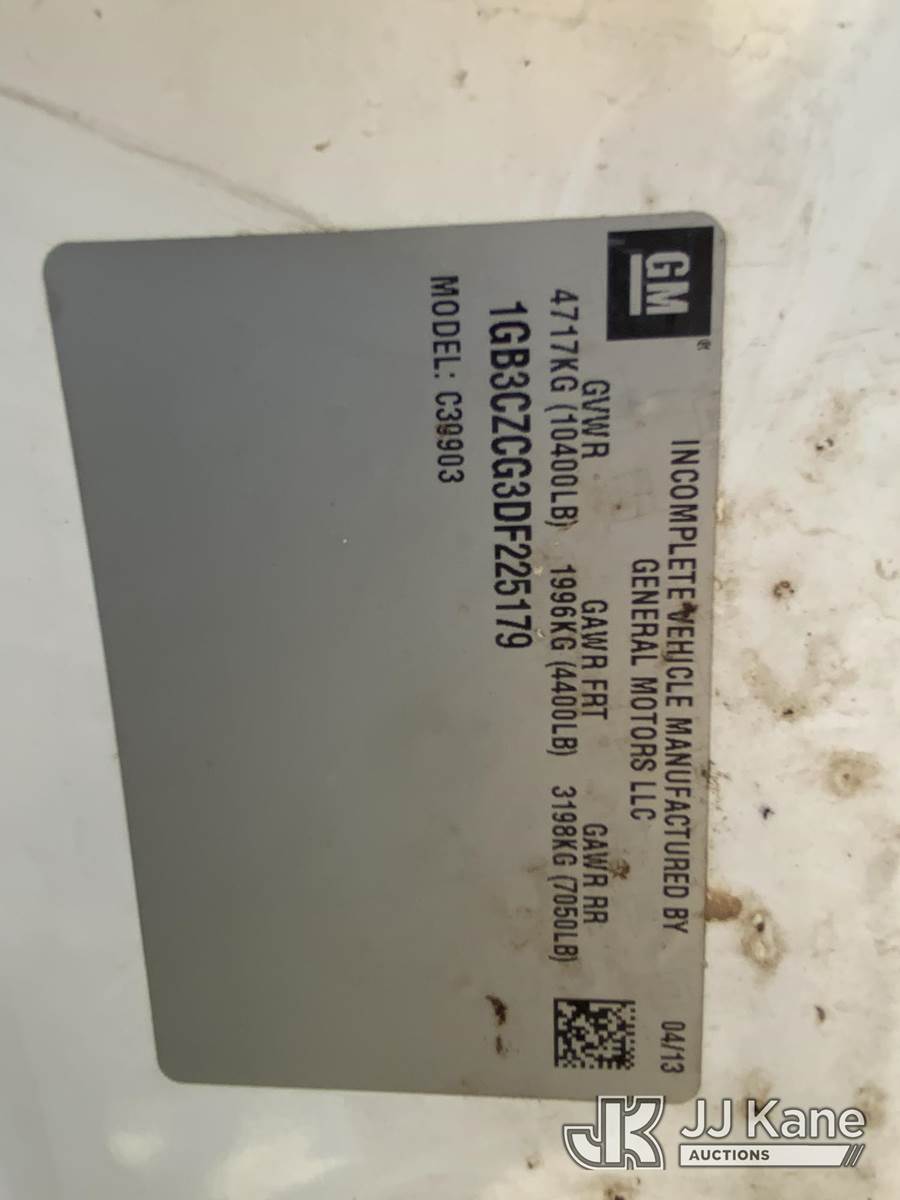 GM
INCOMPLETE VEHICLE MANUFACTURED BY 04/13
GENERAL MOTORS LLC
GVWR GAWR FRT GAWR RR
4717KG (10400LB) 1996KG (4400LB) 3198KG (7050LB)
1GB3CZCG3DF225179
MODEL: C39903
JK JJ Kane
AUCTIONS